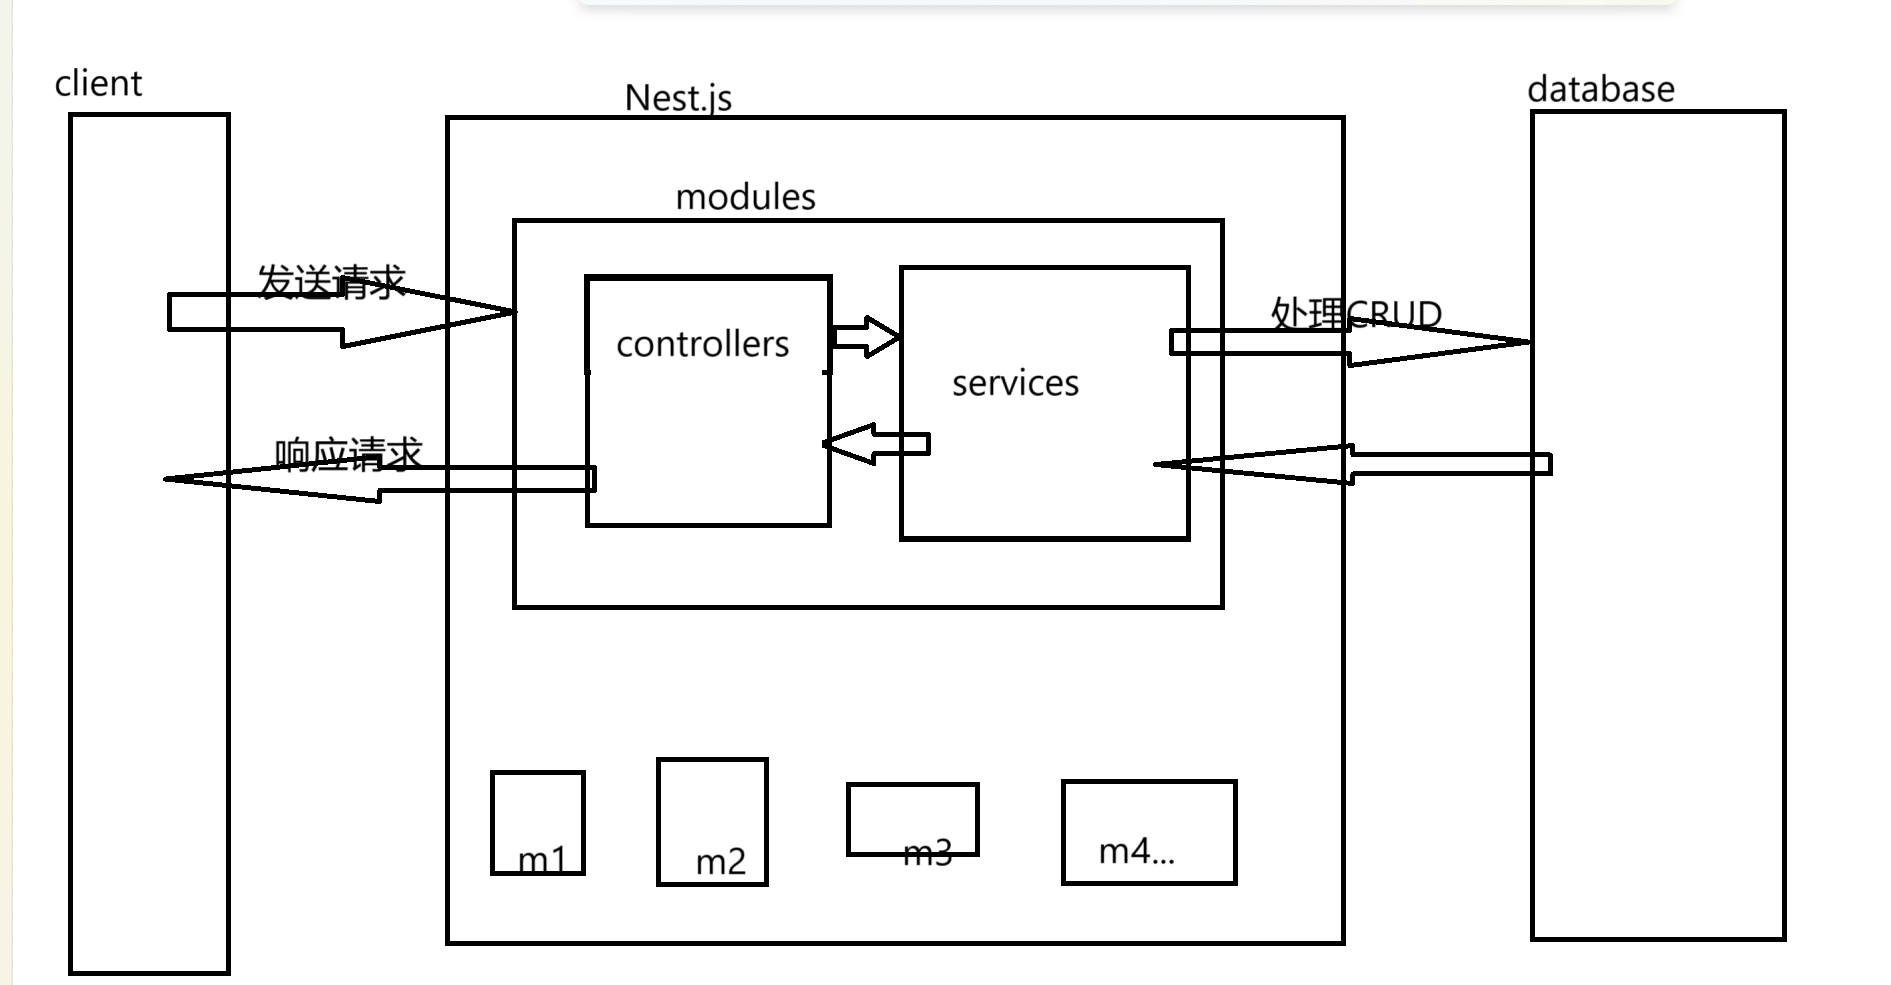 client
Nest.js
database
modules
发送请求
处理CRUD
controllers
services
响应请求
m1
m2
m3
m4...